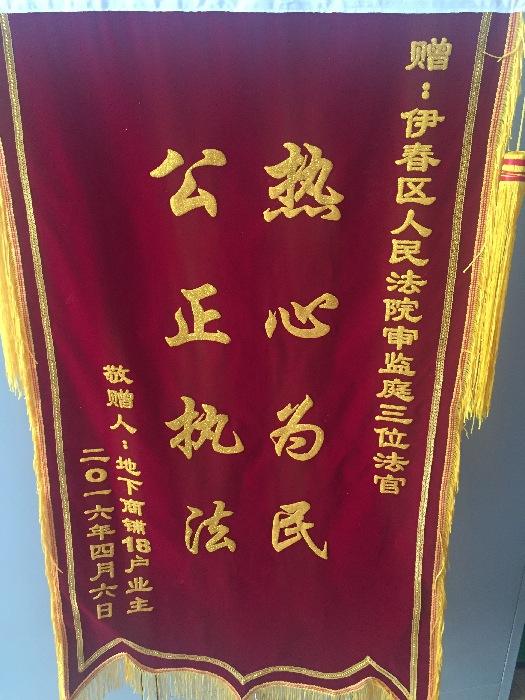 赠：伊春区人民法院审监庭三位法官
热心为民
公正执法
敬赠人：地下商铺18户业主
二〇一六年四月六日